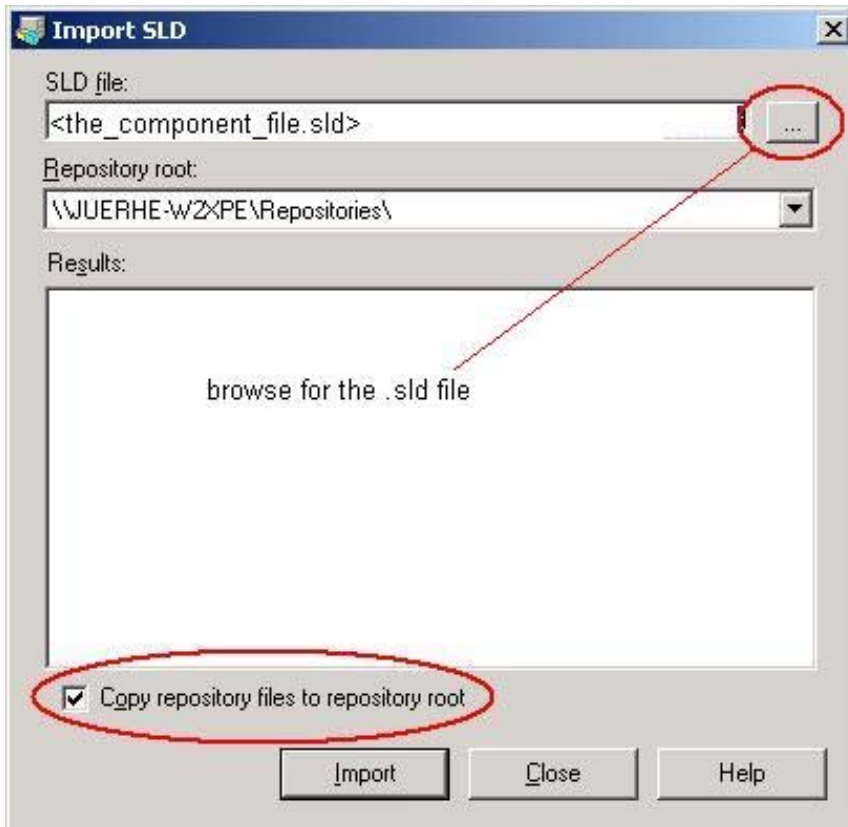 Import SLD
SLD file:
<the_component_file.sld>
...
Repository root:
\\JUERHE-W2XPE\Repositories\
Results:
browse for the .sld file
Copy repository files to repository root
Import
Close
Help